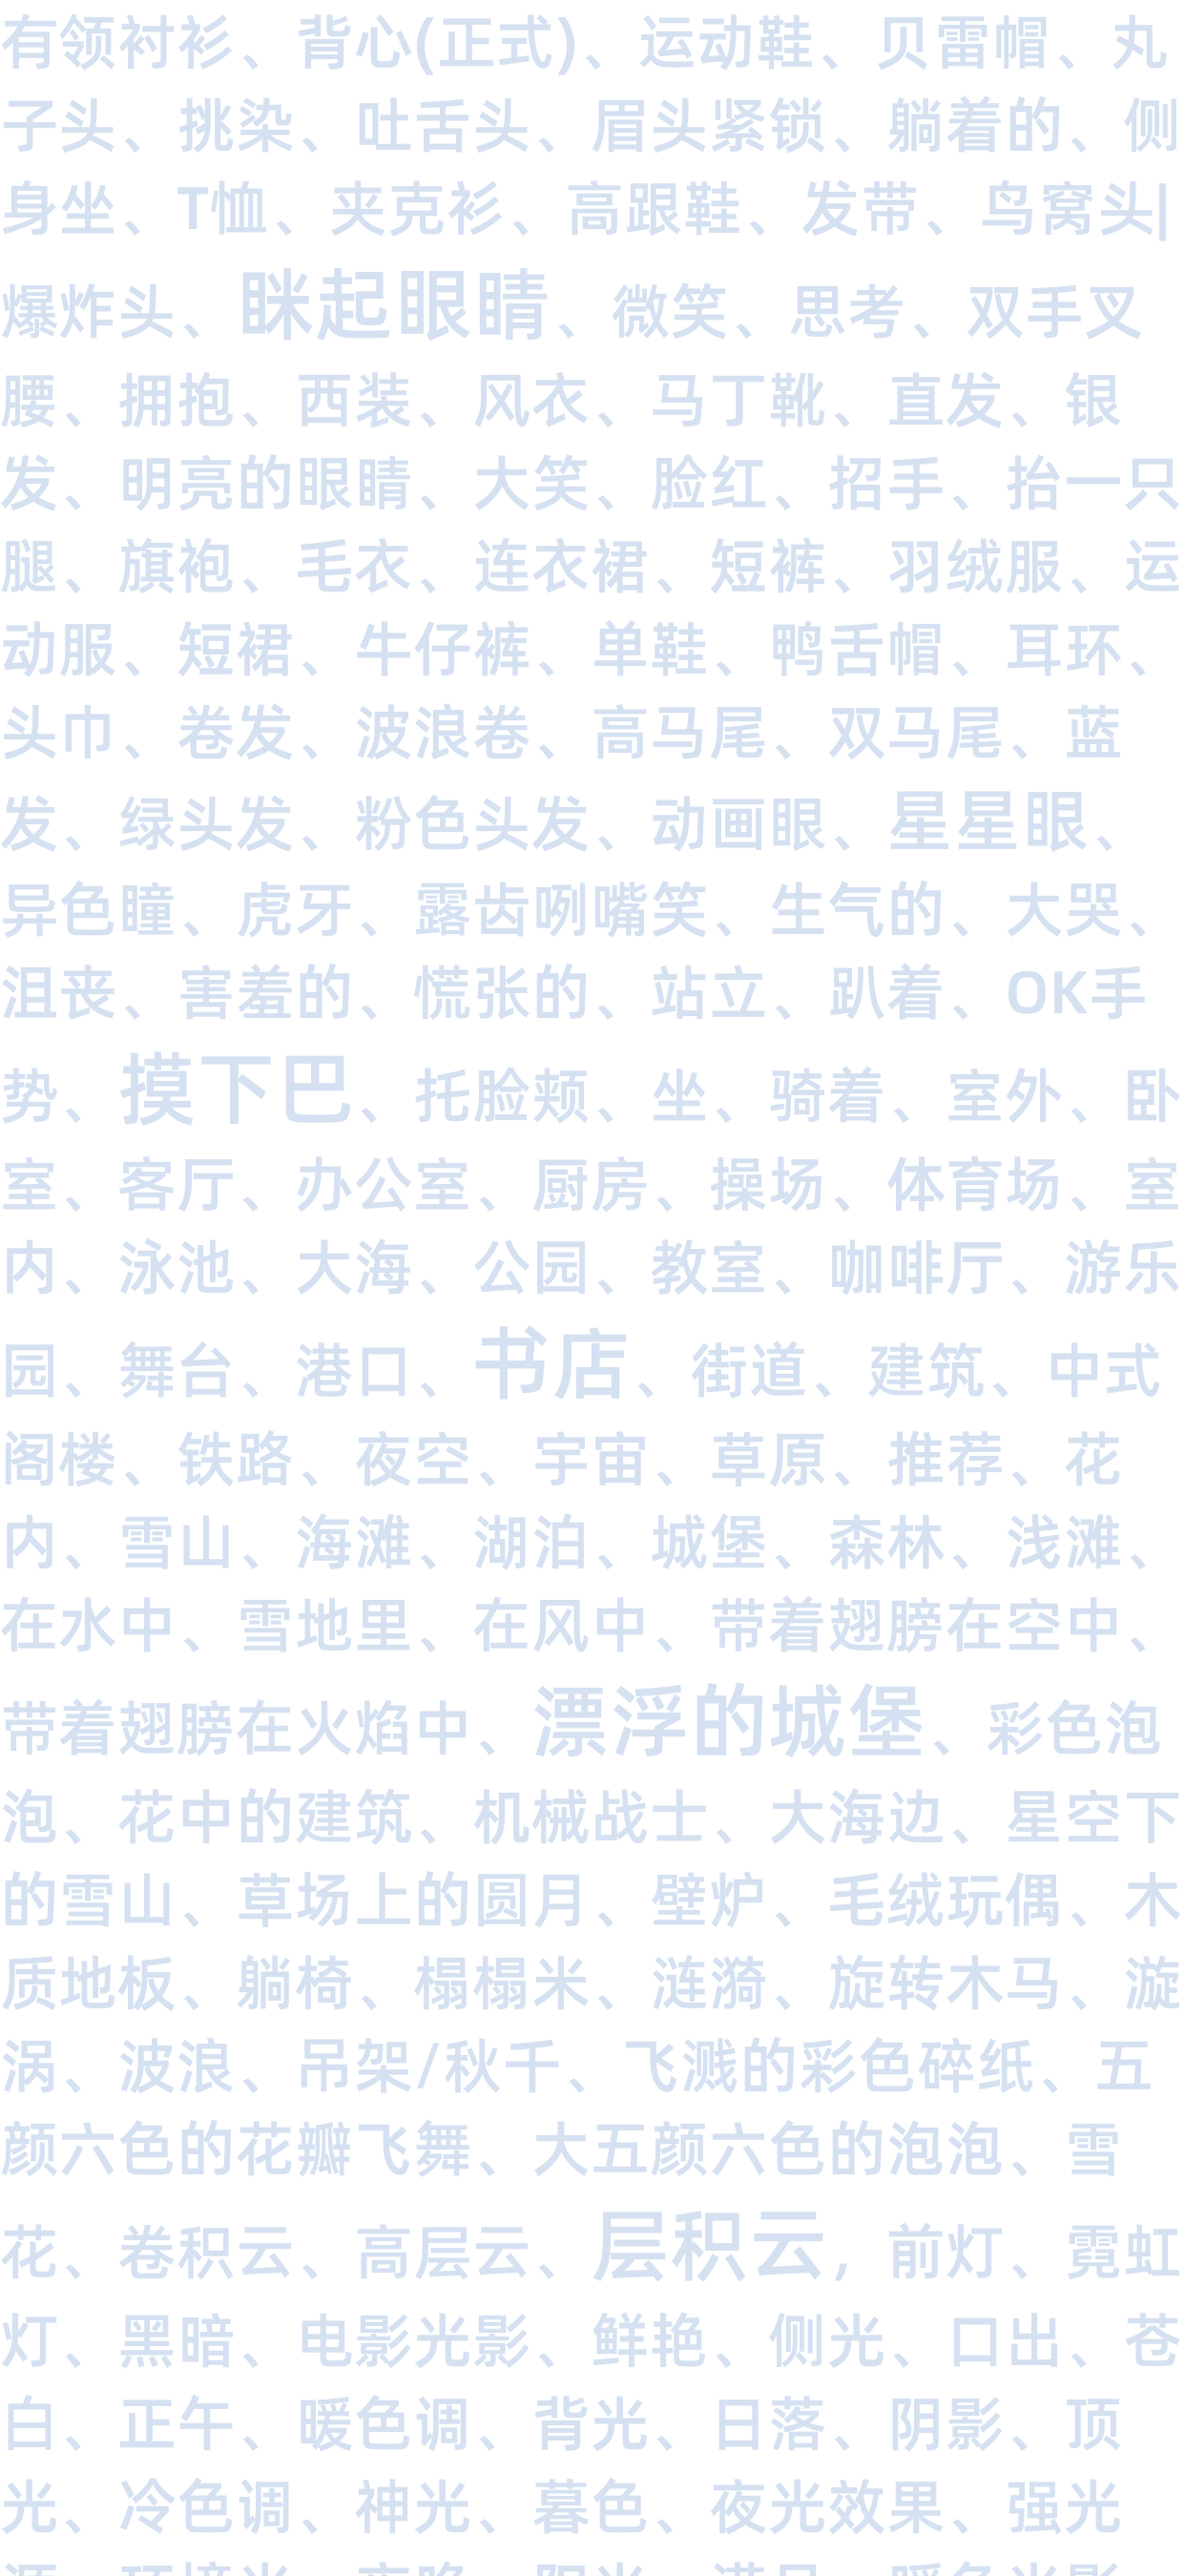 有领衬衫、背心(正式)、运动鞋、贝雷帽、丸
子头、挑染、吐舌头、眉头紧锁、躺着的、侧
身坐、T恤、夹克衫、高跟鞋、发带、鸟窝头|
爆炸头、眯起眼睛、微笑、思考、双手叉
腰、拥抱、西装、风衣、马丁靴、直发、银
发、明亮的眼睛、大笑、脸红、招手、抬一只
腿、旗袍、毛衣、连衣裙、短裤、羽绒服、运
动服、短裙、牛仔裤、单鞋、鸭舌帽、耳环、
头巾、卷发、波浪卷、高马尾、双马尾、蓝
发、绿头发、粉色头发、动画眼、星星眼、
异色瞳、虎牙、露齿咧嘴笑、生气的、大哭、
沮丧、害羞的、慌张的、站立、趴着、OK手
势、摸下巴、托脸颊、坐、骑着、室外、卧
室、客厅、办公室、厨房、操场、体育场、室
内、泳池、大海、公园、教室、咖啡厅、游乐
园、舞台、港口、书店、街道、建筑、中式
阁楼、铁路、夜空、宇宙、草原、推荐、花
内、雪山、海滩、湖泊、城堡、森林、浅滩、
在水中、雪地里、在风中、带着翅膀在空中、
带着翅膀在火焰中、漂浮的城堡、彩色泡
泡、花中的建筑、机械战士、大海边、星空下
的雪山、草场上的圆月、壁炉、毛绒玩偶、木
质地板、躺椅、榻榻米、涟漪、旋转木马、漩
涡、波浪、吊架/秋千、飞溅的彩色碎纸、五
颜六色的花瓣飞舞、大五颜六色的泡泡、雪
花、卷积云、高层云、层积云，前灯、霓虹
灯、黑暗、电影光影、鲜艳、侧光、口出、苍
白、正午、暖色调、背光、日落、阴影、顶
光、冷色调、神光、暮色、夜光效果、强光